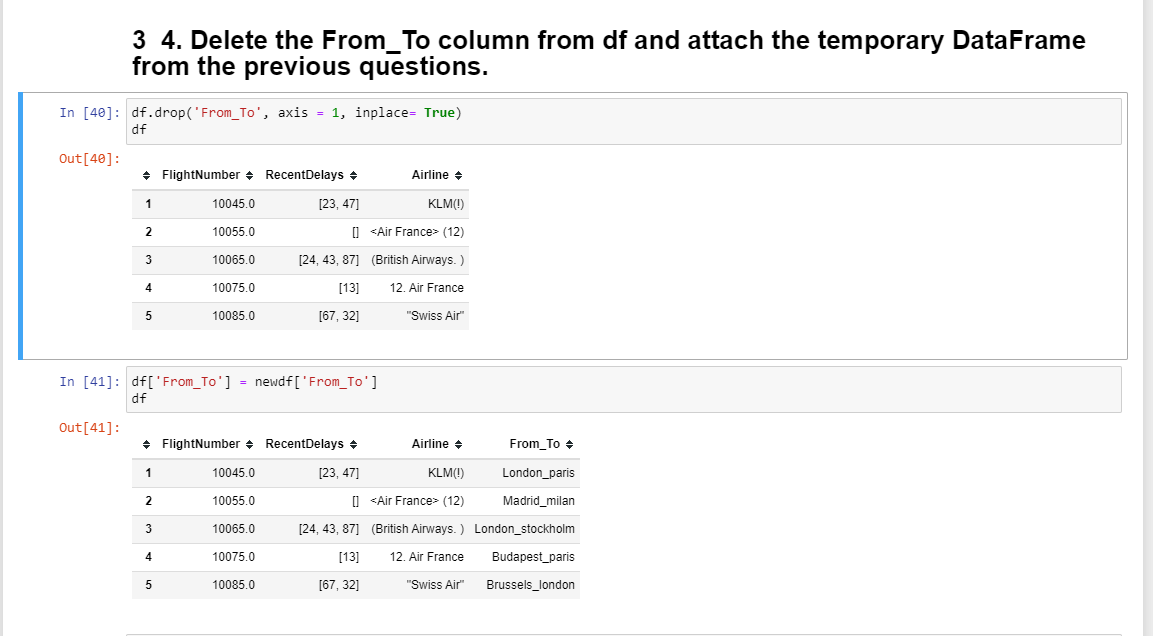 3 4. Delete the From_To column from df and attach the temporary DataFrame
from the previous questions.
In [40]: df.drop('From_To', axis = 1, inplace= True)
df
Out[40]:
FlightNumber RecentDelays Airline
1 10045.0 [23, 47] KLM(!)
2 10055.0 [] <Air France> (12)
3 10065.0 [24, 43, 87] (British Airways. )
4 10075.0 [13] 12. Air France
5 10085.0 [67, 32] "Swiss Air"
In [41]: df['From_To'] = newdf['From_To']
df
Out[41]:
FlightNumber RecentDelays Airline From_To
1 10045.0 [23, 47] KLM(!) London_paris
2 10055.0 [] <Air France> (12) Madrid_milan
3 10065.0 [24, 43, 87] (British Airways. ) London_stockholm
4 10075.0 [13] 12. Air France Budapest_paris
5 10085.0 [67, 32] "Swiss Air" Brussels_london